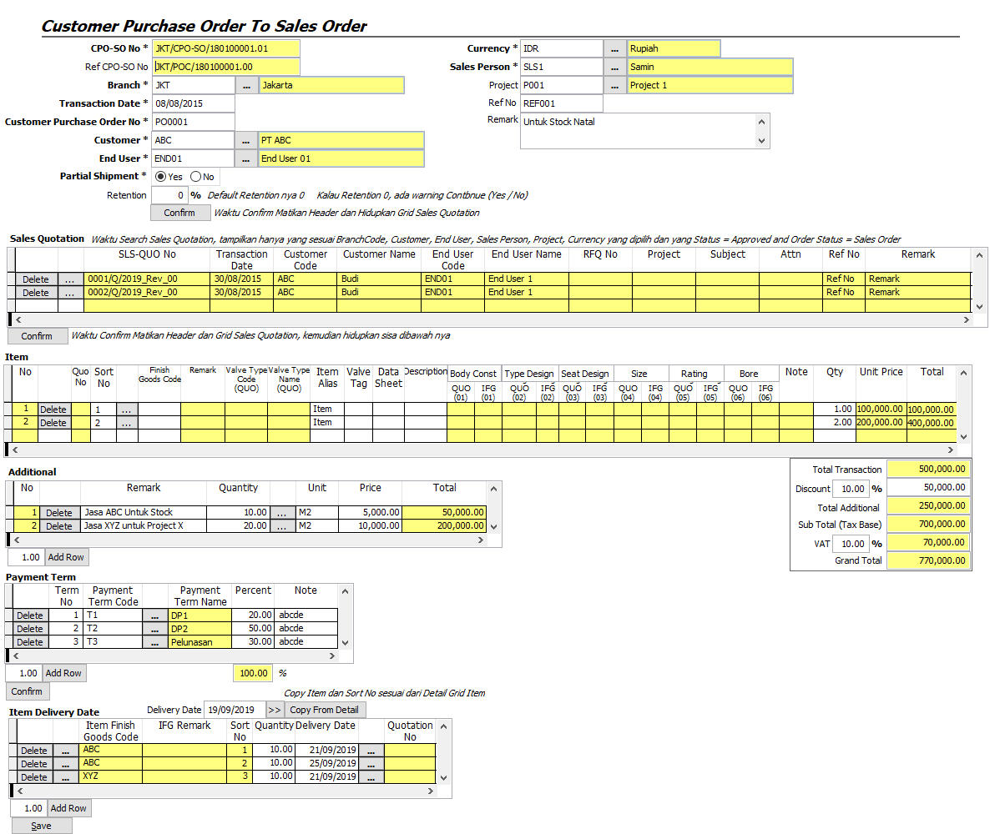 Customer Purchase Order To Sales Order
CPO-SO No * JKT/CPO-SO/180100001.01 Currency * IDR ... Rupiah
Ref CPO-SO No JKT/POC/180100001.00 Sales Person * SLS1 ... Samin
Branch * JKT ... Jakarta Project P001 ... Project 1
Transaction Date * 08/08/2015 Ref No REF001
Customer Purchase Order No * PO0001 Remark Untuk Stock Natal
Customer * ABC ... PT ABC
End User * END01 ... End User 01
Partial Shipment * Yes No
Retention 0 % Default Retention nya 0 Kalau Retention 0, ada warning Contbnue (Yes / No)
Confirm Waktu Confirm Matikan Header dan Hidupkan Grid Sales Quotation
Sales Quotation Waktu Search Sales Quotation, tampilkan hanya yang sesuai BranchCode, Customer, End User, Sales Person, Project, Currency yang dipilih dan yang Status = Approved and Order Status = Sales Order
SLS-QUO No Transaction Date Customer Code Customer Name End User Code End User Name RFQ No Project Subject Attn Ref No Remark
Delete ... 0001/Q/2019_Rev_00 30/08/2015 ABC Budi END01 End User 1 Ref No Remark
Delete ... 0002/Q/2019_Rev_00 30/08/2015 ABC Budi END01 End User 1 Ref No Remark
Confirm Waktu Confirm Matikan Header dan Grid Sales Quotation, kemudian hidupkan sisa dibawah nya
Item
No Quo No Sort No Finish Goods Code Remark Valve Type Code (QUO) Valve Type Name (QUO) Item Alias Valve Tag Data Sheet Description Body Const Type Design Seat Design Size Rating Bore Note Qty Unit Price Total
QUO (01) IFG (01) QUO (02) IFG (02) QUO (03) IFG (03) QUO (04) IFG (04) QUO (05) IFG (05) QUO (06) IFG (06)
1 Delete 1 ... Item 1.00 100,000.00 100,000.00
2 Delete 2 ... Item 2.00 200,000.00 400,000.00
Additional
No Remark Quantity Unit Price Total
1 Delete Jasa ABC Untuk Stock 10.00 ... M2 5,000.00 50,000.00
2 Delete Jasa XYZ untuk Project X 20.00 ... M2 10,000.00 200,000.00
1.00 Add Row
Total Transaction 500,000.00
Discount 10.00 % 50,000.00
Total Additional 250,000.00
Sub Total (Tax Base) 700,000.00
VAT 10.00 % 70,000.00
Grand Total 770,000.00
Payment Term
Term No Payment Term Code Payment Term Name Percent Note
Delete 1 T1 ... DP1 20.00 abcde
Delete 2 T2 ... DP2 50.00 abcde
Delete 3 T3 ... Pelunasan 30.00 abcde
1.00 Add Row 100.00 %
Confirm Copy Item dan Sort No sesuai dari Detail Grid Item
Item Delivery Date Delivery Date 19/09/2019 >> Copy From Detail
Item Finish Goods Code IFG Remark Sort No Quantity Delivery Date Quotation No
Delete ... ABC 1 10.00 21/09/2019 ...
Delete ... ABC 2 10.00 25/09/2019 ...
Delete ... XYZ 3 10.00 21/09/2019 ...
1.00 Add Row
Save